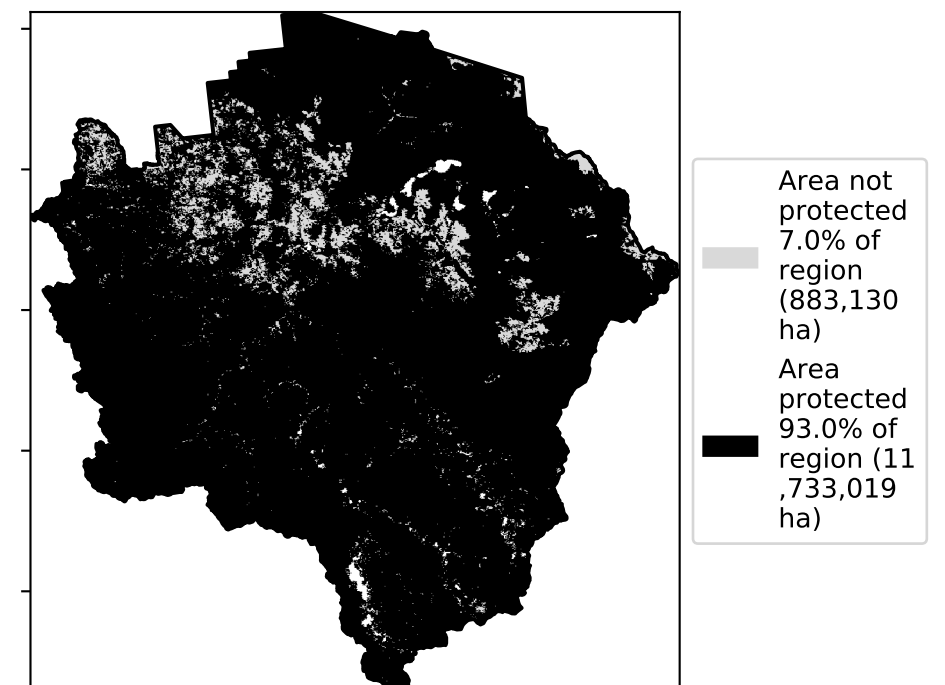 Area not
protected
7.0% of
region
(883,130
ha)
Area
protected
93.0% of
region (11
,733,019
ha)